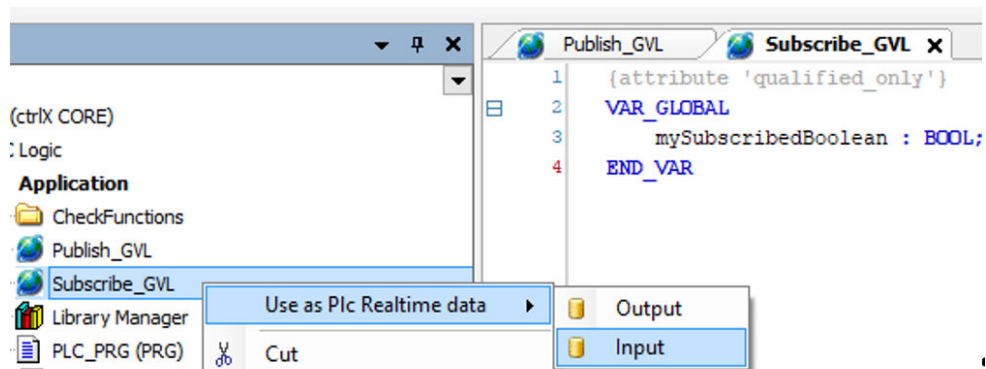 Publish_GVL
Subscribe_GVL
1 {attribute 'qualified_only'}
2 VAR_GLOBAL
3 mySubscribedBoolean : BOOL;
4 END_VAR
(ctrlX CORE)
Logic
Application
CheckFunctions
Publish_GVL
Subscribe_GVL
Library Manager
PLC_PRG (PRG)
Use as Plc Realtime data
Cut
Output
Input